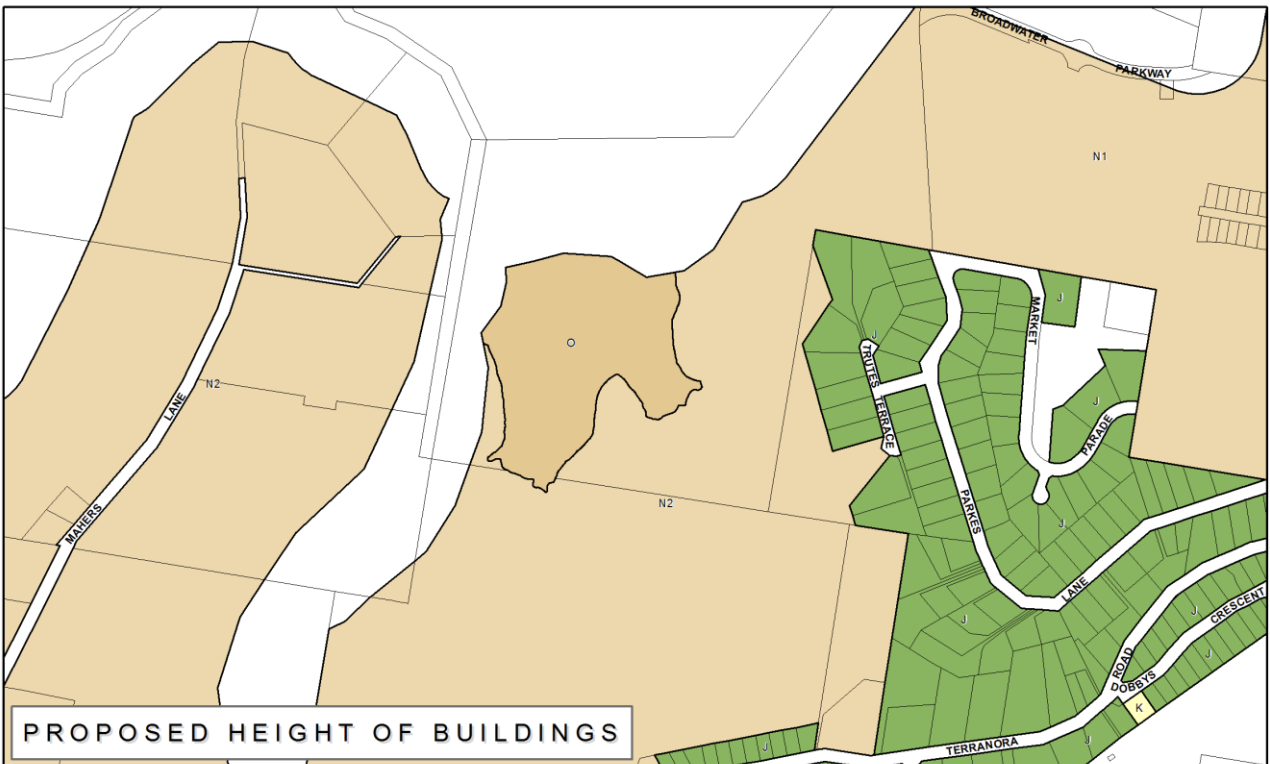 BROADWATER
PARKWAY
N1
J
MARKET
J
TRUTES TERRACE
O
N2
LANE
J
PARADE
N2
PARKES
J
MAHERS
LANE
J
CRESCENT
J
J
ROAD
DOBBYS
K
PROPOSED HEIGHT OF BUILDINGS
J
TERRANORA
J